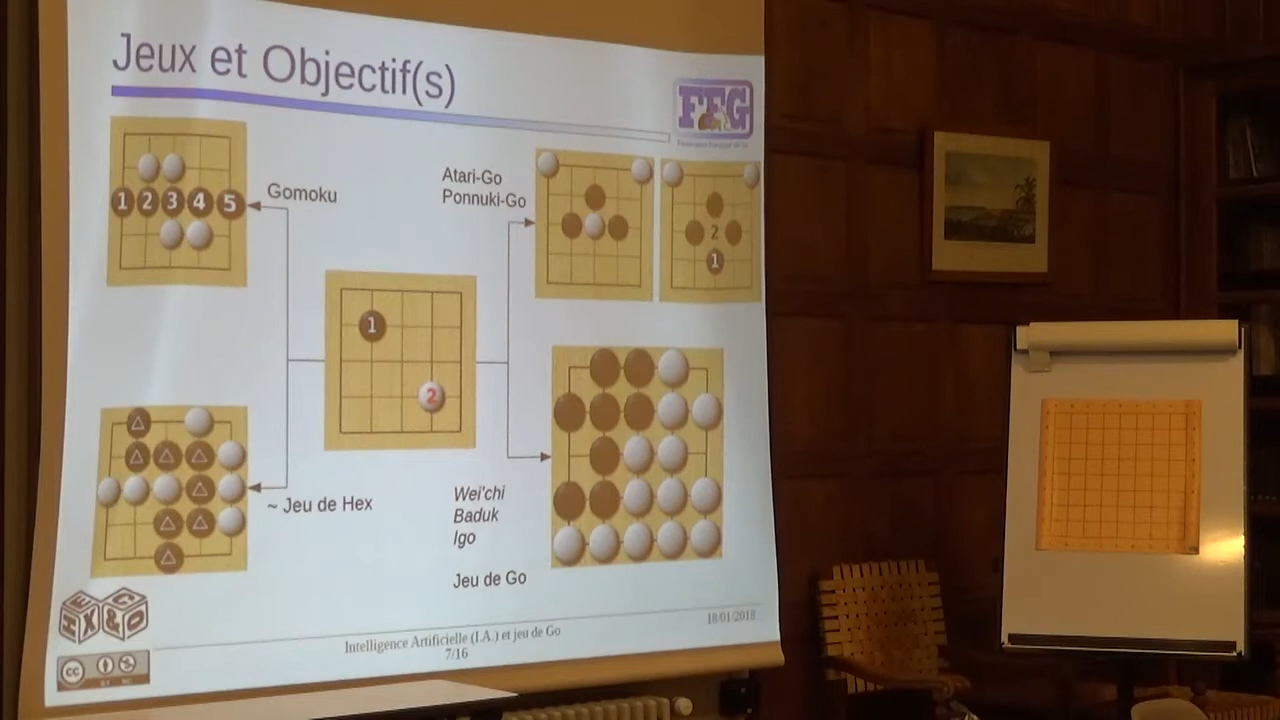 Jeux et Objectif(s)
FFG
1 2 3 4 5
Gomoku
Atari-Go
Ponnuki-Go
2
1
1
2
~ Jeu de Hex
Wei'chi
Baduk
Igo
Jeu de Go
HEX & GO
cc
Intelligence Artificielle (I.A.) et jeu de Go
18/01/2018
7/16